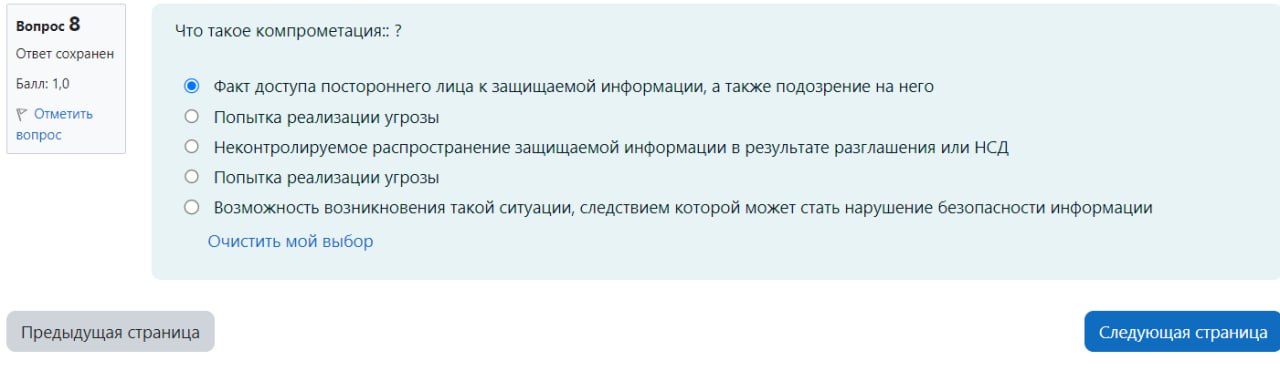 Вопрос 8
Ответ сохранен
Балл: 1,0
Отметить
вопрос
Что такое компрометация:: ?
Факт доступа постороннего лица к защищаемой информации, а также подозрение на него
Попытка реализации угрозы
Неконтролируемое распространение защищаемой информации в результате разглашения или НСД
Попытка реализации угрозы
Возможность возникновения такой ситуации, следствием которой может стать нарушение безопасности информации
Очистить мой выбор
Предыдущая страница
Следующая страница